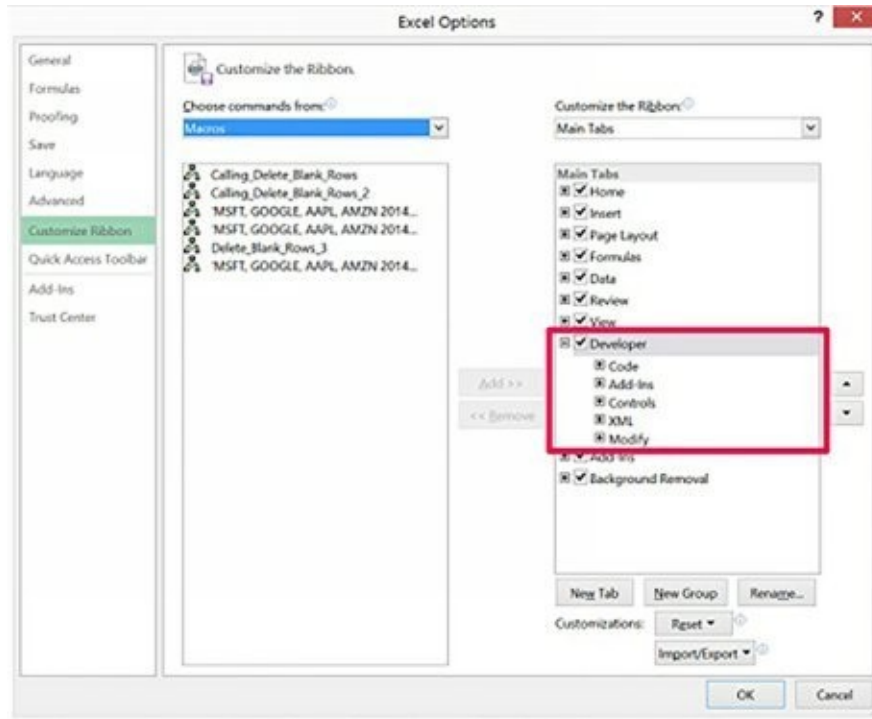 Excel Options
?
General
Formulas
Proofing
Save
Language
Advanced
Customize Ribbon
Quick Access Toolbar
Add-Ins
Trust Center
Customize the Ribbon.
Choose commands from:
Macros
Calling_Delete_Blank_Rows
Calling_Delete_Blank_Rows_2
'MSFT, GOOGLE, AAPL, AMZN 2014...
'MSFT, GOOGLE, AAPL, AMZN 2014...
Delete_Blank_Rows_3
'MSFT, GOOGLE, AAPL, AMZN 2014...
Add >>
<< Remove
Customize the Ribbon:
Main Tabs
Main Tabs
Home
Insert
Page Layout
Formulas
Data
Review
View
Developer
Code
Add-Ins
Controls
XML
Modify
Add-Ins
Background Removal
New Tab
New Group
Rename...
Customizations:
Reset
Import/Export
OK
Cancel